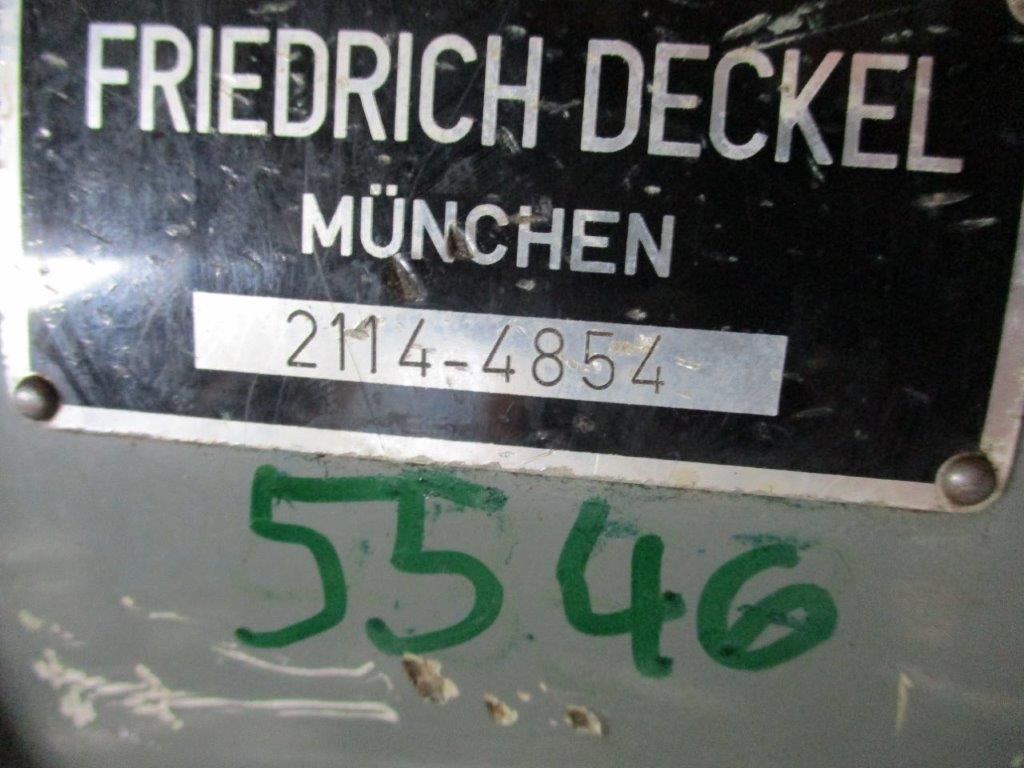 FRIEDRICH DECKEL
MÜNCHEN
2114-4854
5546